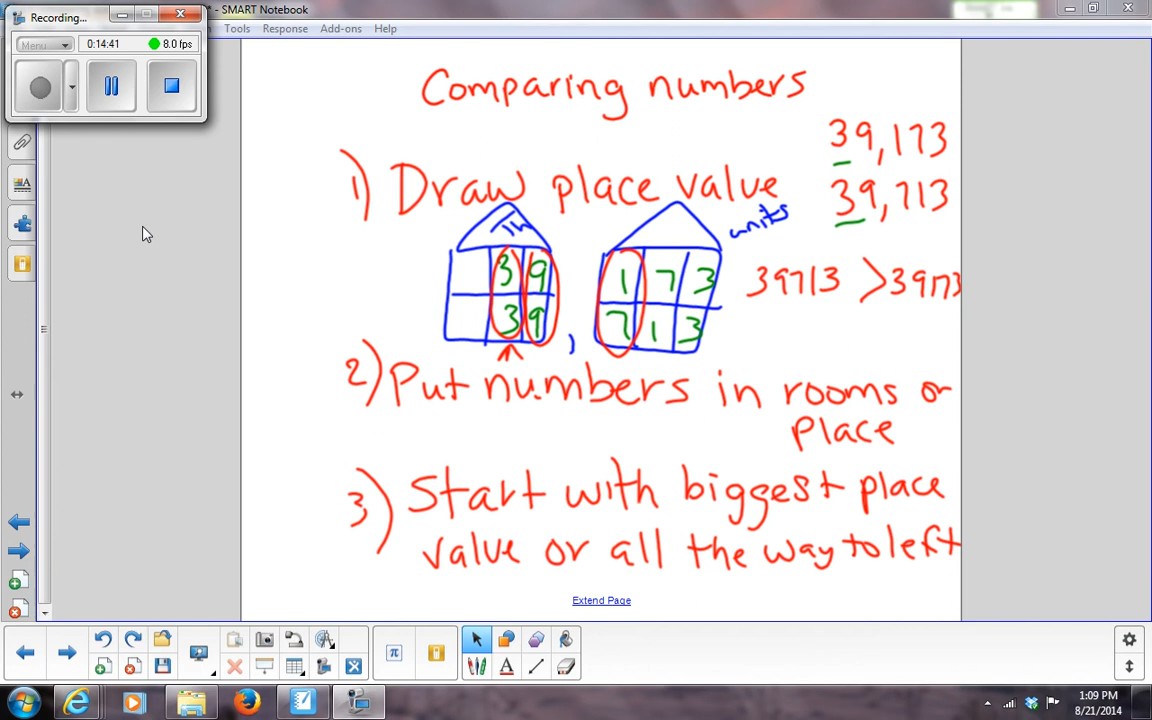 Recording...
* - SMART Notebook
Menu
0:14:41
8.0 fps
Tools Response Add-ons Help
Comparing numbers
39,173
1) Draw place value
39,713
units
3 9 1 7 3
39713 >39173
3 9 , 7 1 3
2) Put numbers in rooms or
place
3) Start with biggest place
value or all the way to left
Extend Page
π
A
1:09 PM
8/21/2014